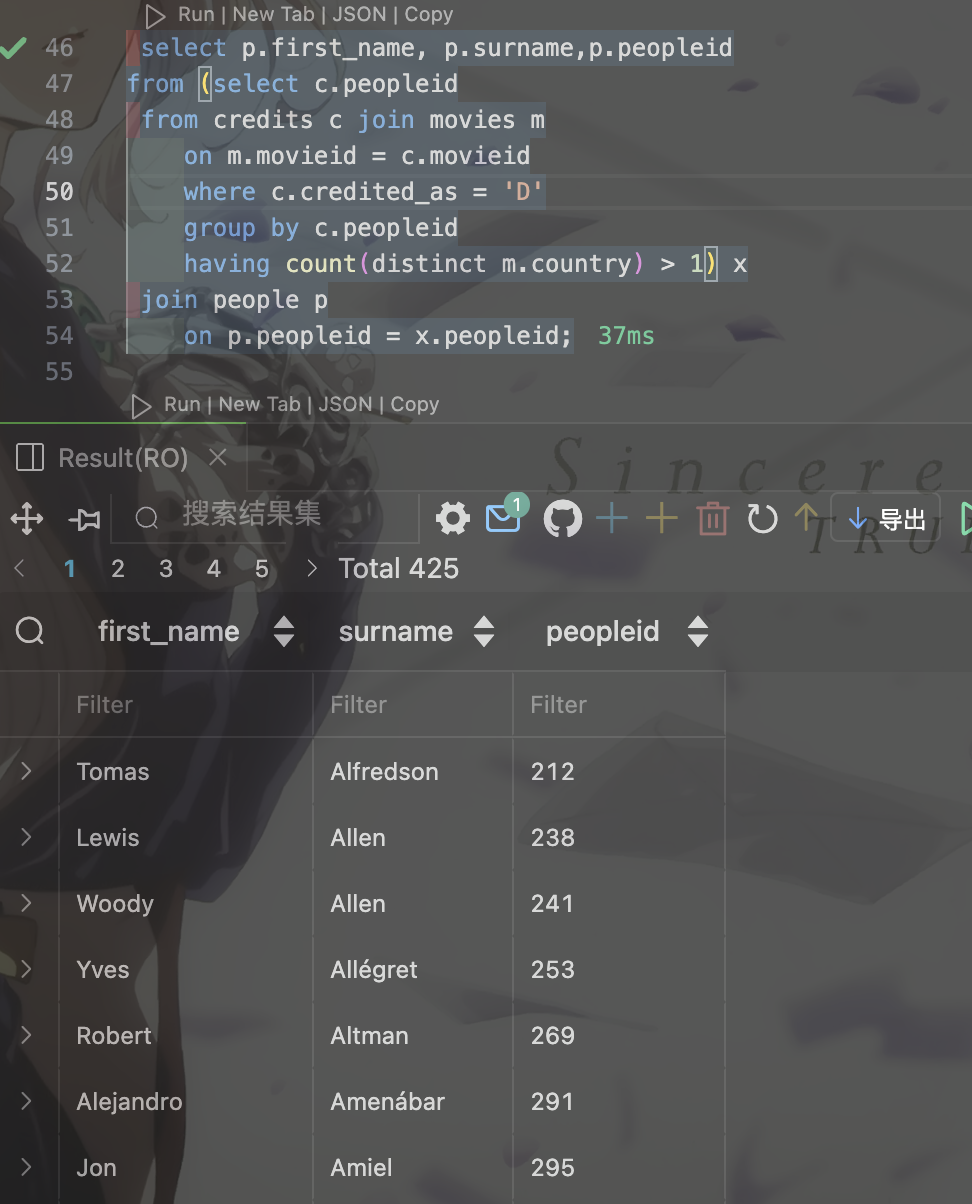 Run | New Tab | JSON | Copy
46 select p.first_name, p.surname,p.peopleid
47 from (select c.peopleid
48 from credits c join movies m
49 on m.movieid = c.movieid
50 where c.credited_as = 'D'
51 group by c.peopleid
52 having count(distinct m.country) > 1) x
53 join people p
54 on p.peopleid = x.peopleid; 37ms
55
Run | New Tab | JSON | Copy
Result(RO)
Sincere
搜索结果集 1 导出
TRU
1 2 3 4 5 Total 425
first_name surname peopleid
Filter Filter Filter
Tomas Alfredson 212
Lewis Allen 238
Woody Allen 241
Yves Allégret 253
Robert Altman 269
Alejandro Amenábar 291
Jon Amiel 295